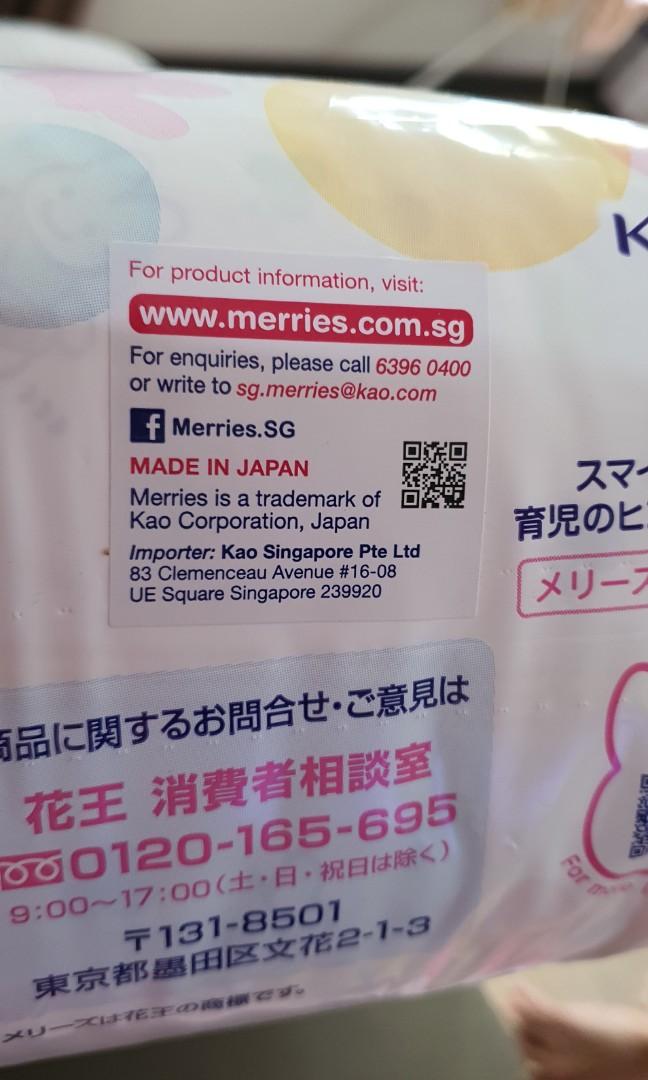 For product information, visit:
www.merries.com.sg
For enquiries, please call 6396 0400
or write to sg.merries@kao.com
Merries.SG
MADE IN JAPAN
Merries is a trademark of
Kao Corporation, Japan
Importer: Kao Singapore Pte Ltd
83 Clemenceau Avenue #16-08
UE Square Singapore 239920
商品に関するお問合せ・ご意見は
花王 消費者相談室
0120-165-695
9:00～17:00(土・日・祝日は除く)
〒131-8501
東京都墨田区文花2-1-3
メリーズは花王の商標です。
K
スマイ
育児のヒ
メリーズ
For more